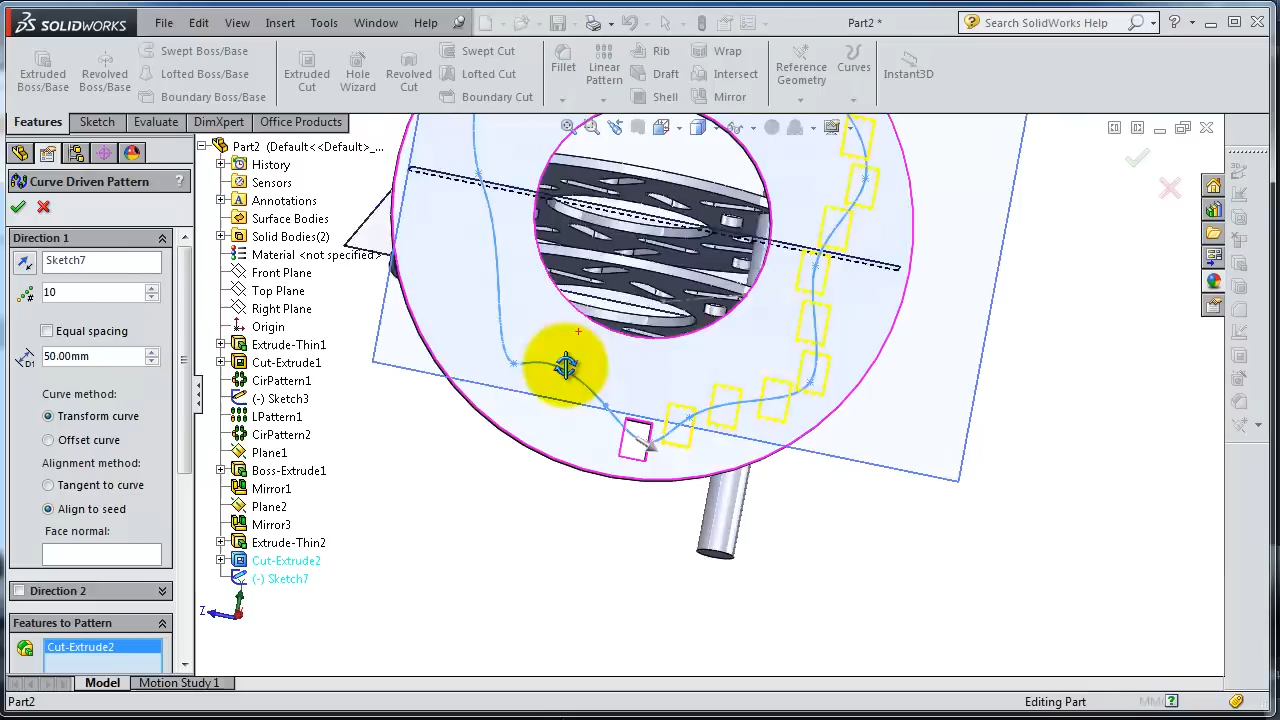 SOLIDWORKS
File Edit View Insert Tools Window Help
Part2 *
Search SolidWorks Help
Extruded Boss/Base
Revolved Boss/Base
Swept Boss/Base
Lofted Boss/Base
Boundary Boss/Base
Extruded Cut
Hole Wizard
Revolved Cut
Swept Cut
Lofted Cut
Boundary Cut
Fillet
Linear Pattern
Rib
Draft
Shell
Wrap
Intersect
Mirror
Reference Geometry
Curves
Instant3D
Features Sketch Evaluate DimXpert Office Products
Curve Driven Pattern ?
Direction 1
Sketch7
10
Equal spacing
50.00mm
Curve method:
Transform curve
Offset curve
Alignment method:
Tangent to curve
Align to seed
Face normal:
Direction 2
Features to Pattern
Cut-Extrude2
Part2 (Default<<Default>_...
History
Sensors
Annotations
Surface Bodies
Solid Bodies(2)
Material <not specified>
Front Plane
Top Plane
Right Plane
Origin
Extrude-Thin1
Cut-Extrude1
CirPattern1
(-) Sketch3
LPattern1
CirPattern2
Plane1
Boss-Extrude1
Mirror1
Plane2
Mirror3
Extrude-Thin2
Cut-Extrude2
(-) Sketch7
Z
Model Motion Study 1
Part2
Editing Part